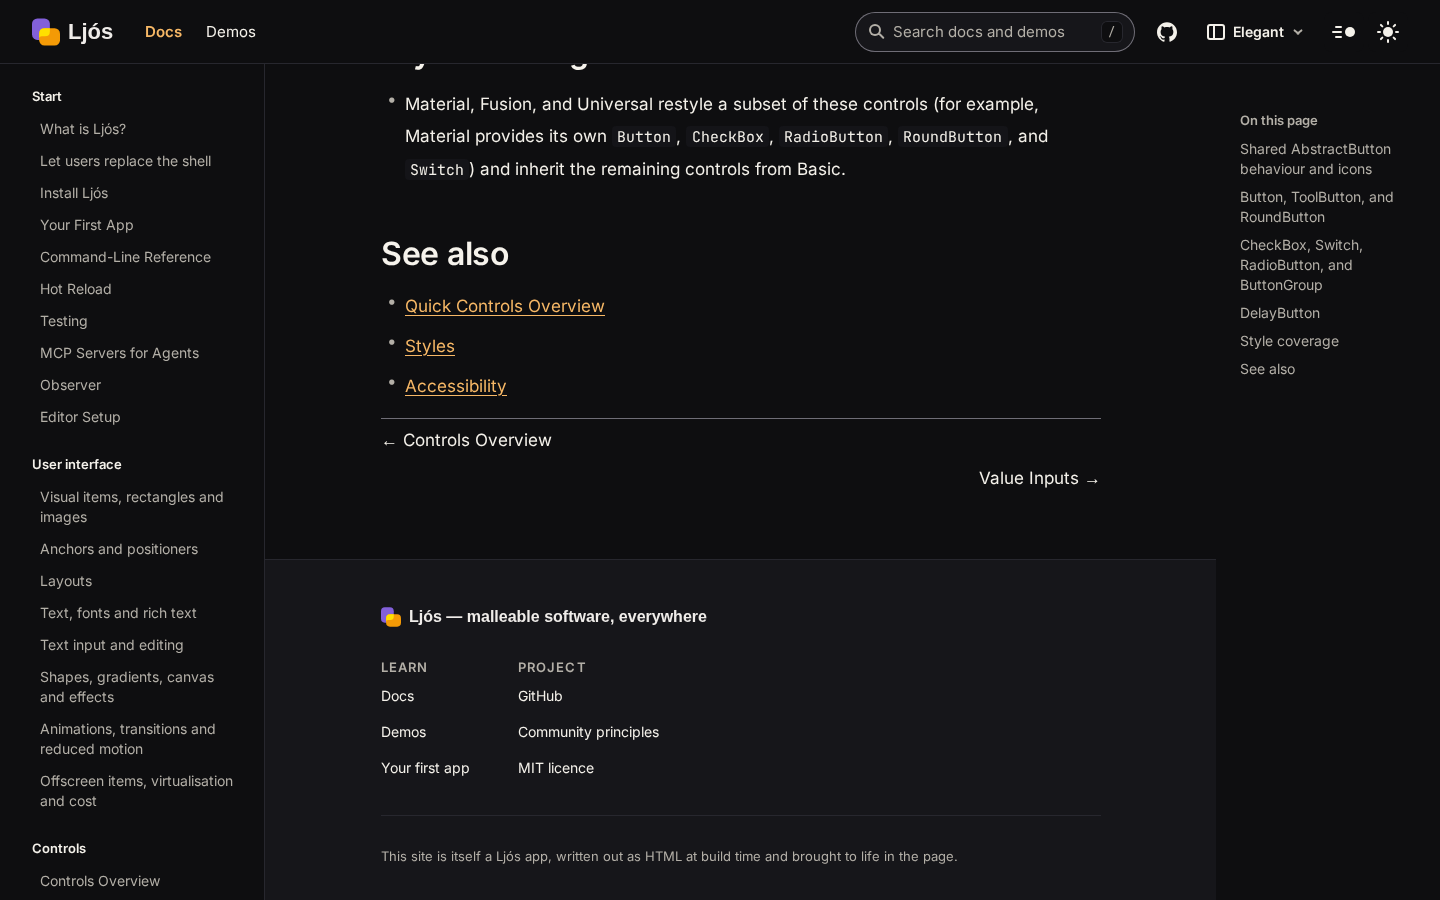 Ljós
Docs
Demos
Search docs and demos
/
Elegant
Start
What is Ljós?
Let users replace the shell
Install Ljós
Your First App
Command-Line Reference
Hot Reload
Testing
MCP Servers for Agents
Observer
Editor Setup
User interface
Visual items, rectangles and
images
Anchors and positioners
Layouts
Text, fonts and rich text
Text input and editing
Shapes, gradients, canvas
and effects
Animations, transitions and
reduced motion
Offscreen items, virtualisation
and cost
Controls
Controls Overview
• Material, Fusion, and Universal restyle a subset of these controls (for example,
Material provides its own Button, CheckBox, RadioButton, RoundButton, and
Switch) and inherit the remaining controls from Basic.
See also
• Quick Controls Overview
• Styles
• Accessibility
← Controls Overview
Value Inputs →
Ljós — malleable software, everywhere
LEARN
Docs
Demos
Your first app
PROJECT
GitHub
Community principles
MIT licence
This site is itself a Ljós app, written out as HTML at build time and brought to life in the page.
On this page
Shared AbstractButton
behaviour and icons
Button, ToolButton, and
RoundButton
CheckBox, Switch,
RadioButton, and
ButtonGroup
DelayButton
Style coverage
See also